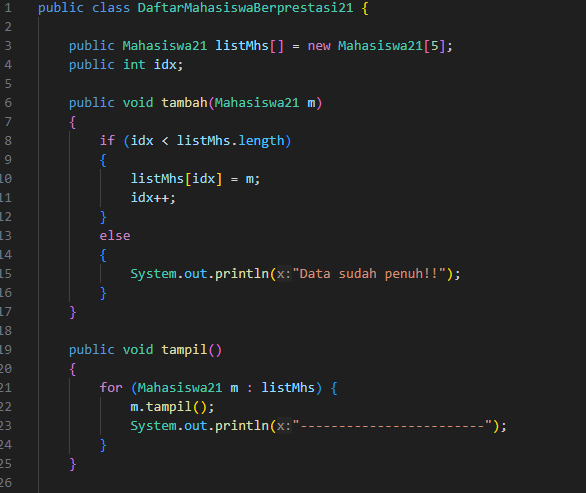 1 public class DaftarMahasiswaBerprestasi21 {
2
3 public Mahasiswa21 listMhs[] = new Mahasiswa21[5];
4 public int idx;
5
6 public void tambah(Mahasiswa21 m)
7 {
8 if (idx < listMhs.length)
9 {
10 listMhs[idx] = m;
11 idx++;
12 }
13 else
14 {
15 System.out.println(x:"Data sudah penuh!!");
16 }
17 }
18
19 public void tampil()
20 {
21 for (Mahasiswa21 m : listMhs) {
22 m.tampil();
23 System.out.println(x:"------------------------");
24 }
25 }
26